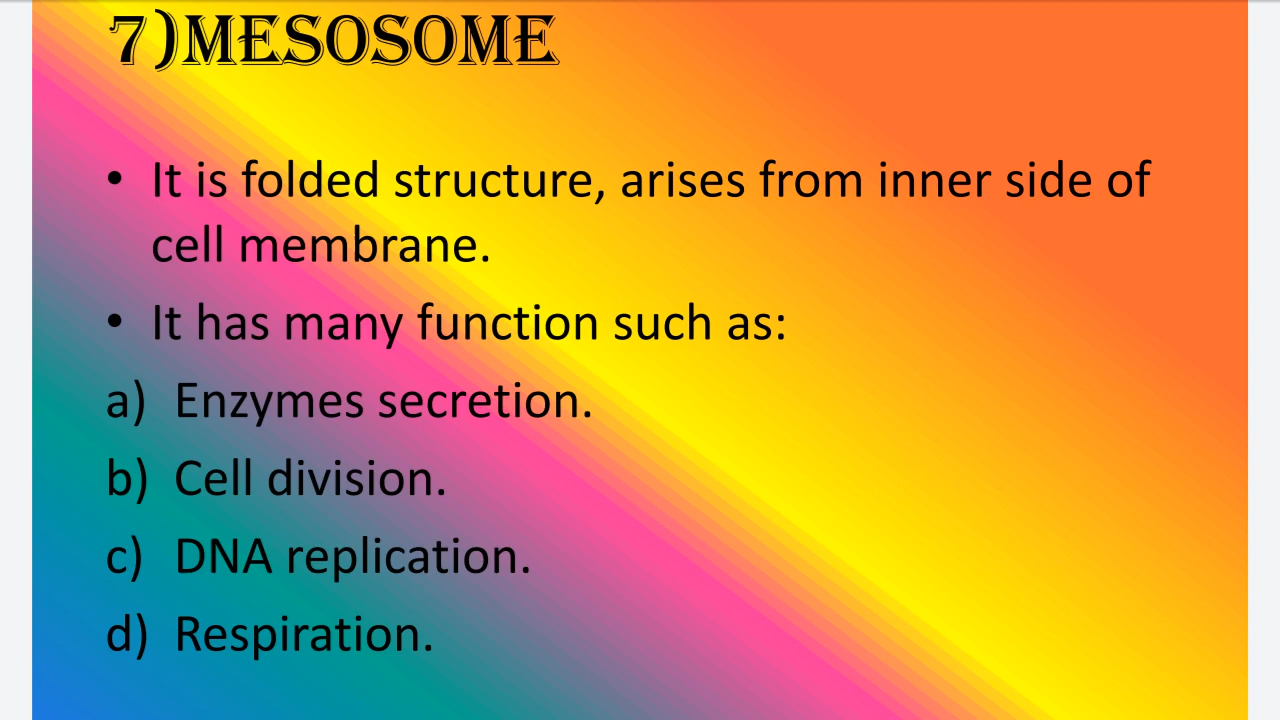 7)MESOSOME
• It is folded structure, arises from inner side of
cell membrane.
• It has many function such as:
a) Enzymes secretion.
b) Cell division.
c) DNA replication.
d) Respiration.